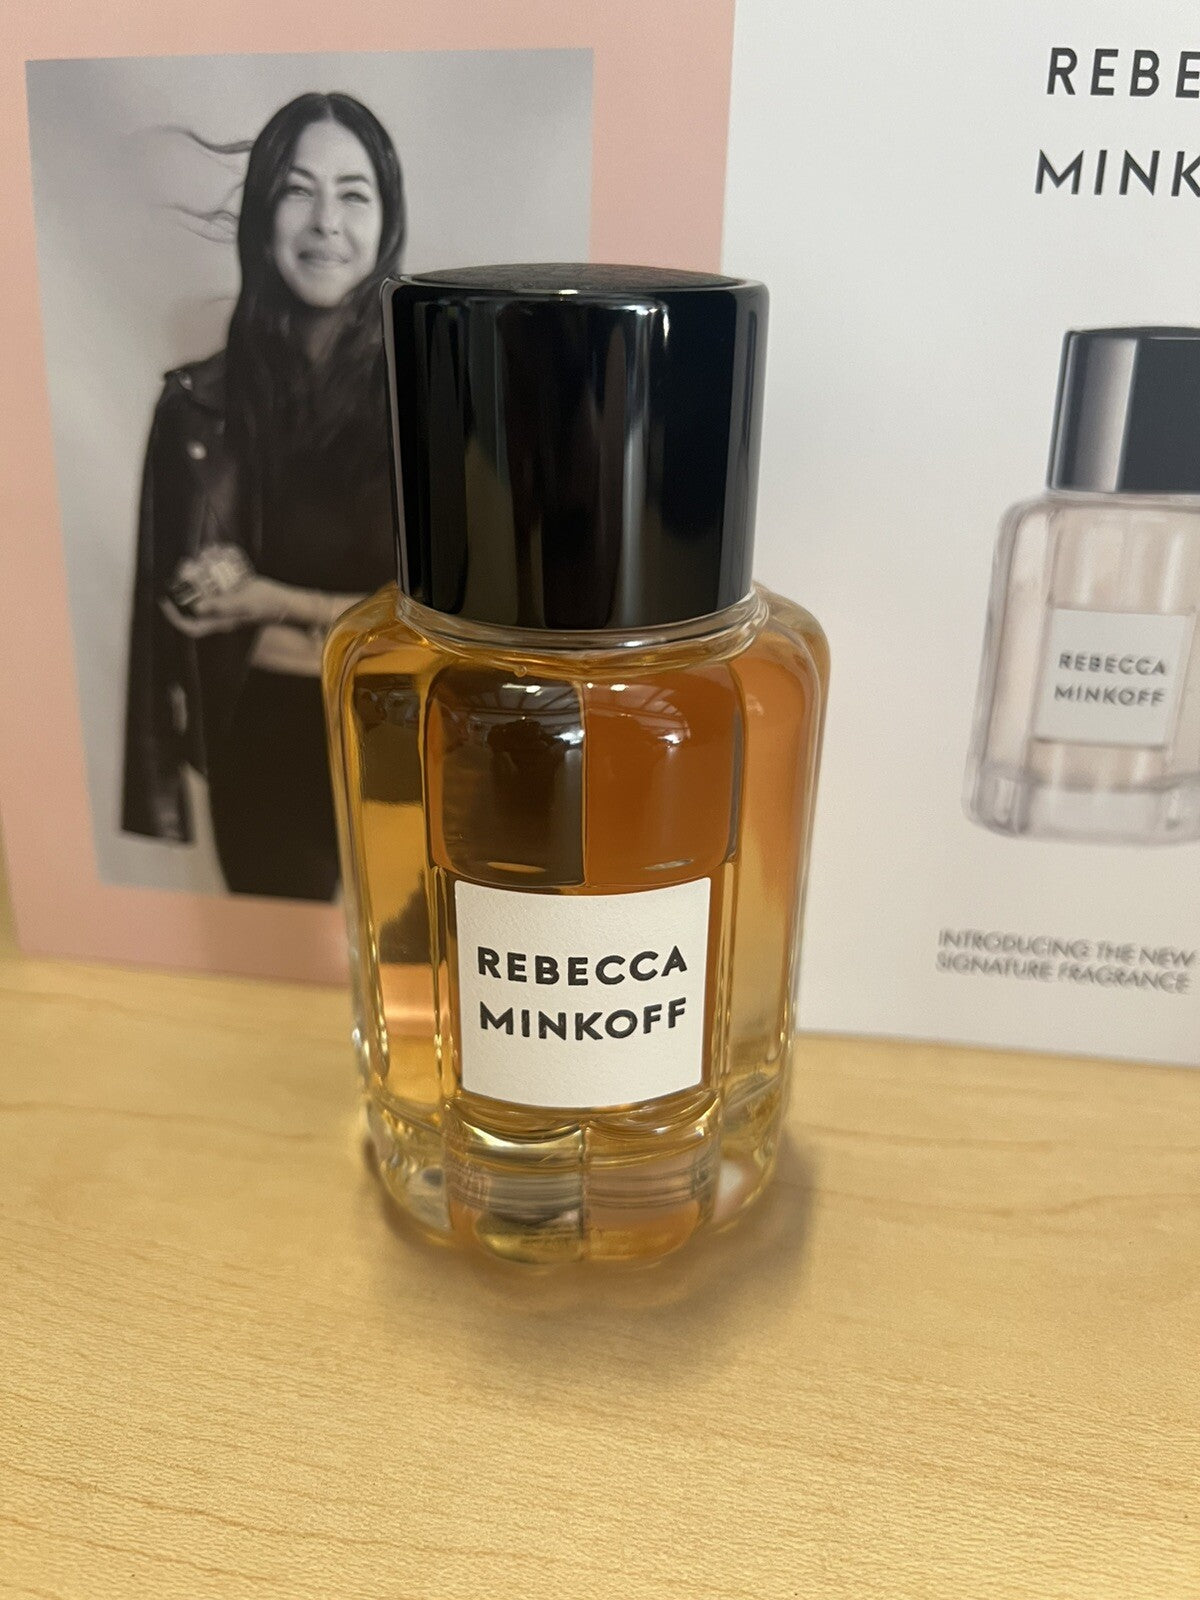 REBE
MINK
REBECCA
MINKOFF
REBECCA
MINKOFF
INTRODUCING THE NEW
SIGNATURE FRAGRANCE